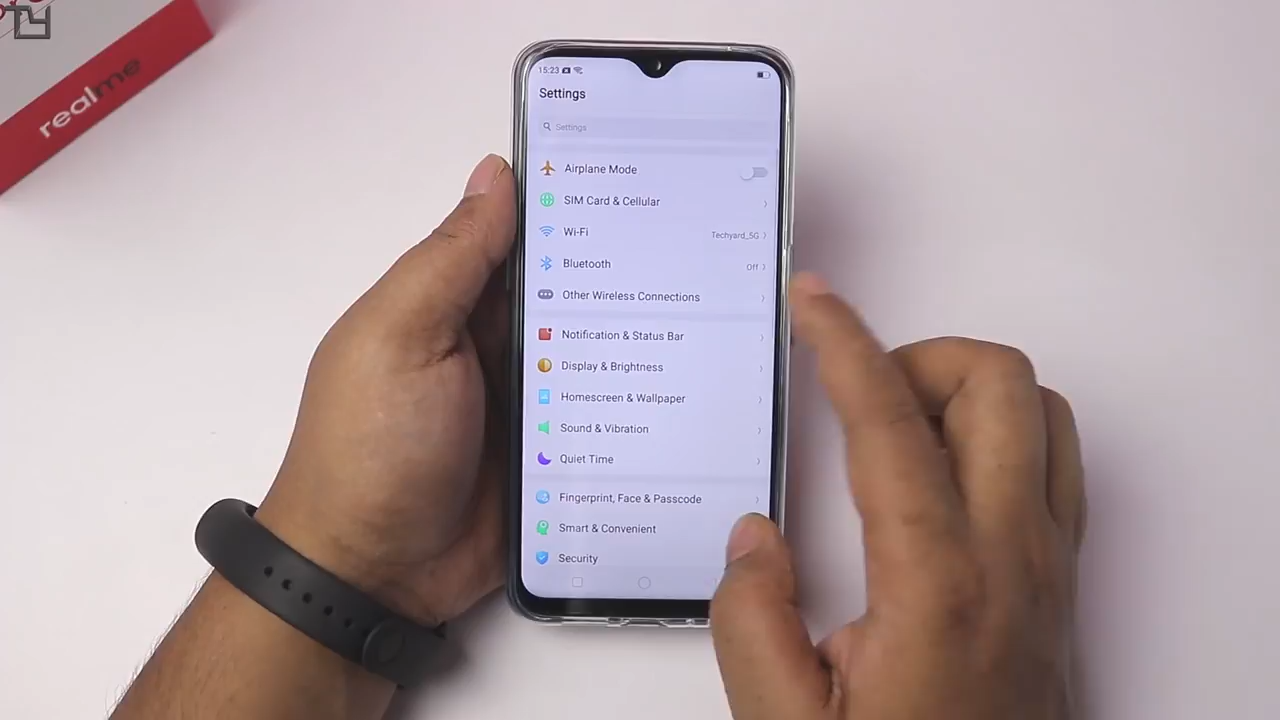 TY
realme
15:23
Settings
Settings
Airplane Mode
SIM Card & Cellular
Wi-Fi
Techyard_5G
Bluetooth
Off
Other Wireless Connections
Notification & Status Bar
Display & Brightness
Homescreen & Wallpaper
Sound & Vibration
Quiet Time
Fingerprint, Face & Passcode
Smart & Convenient
Security